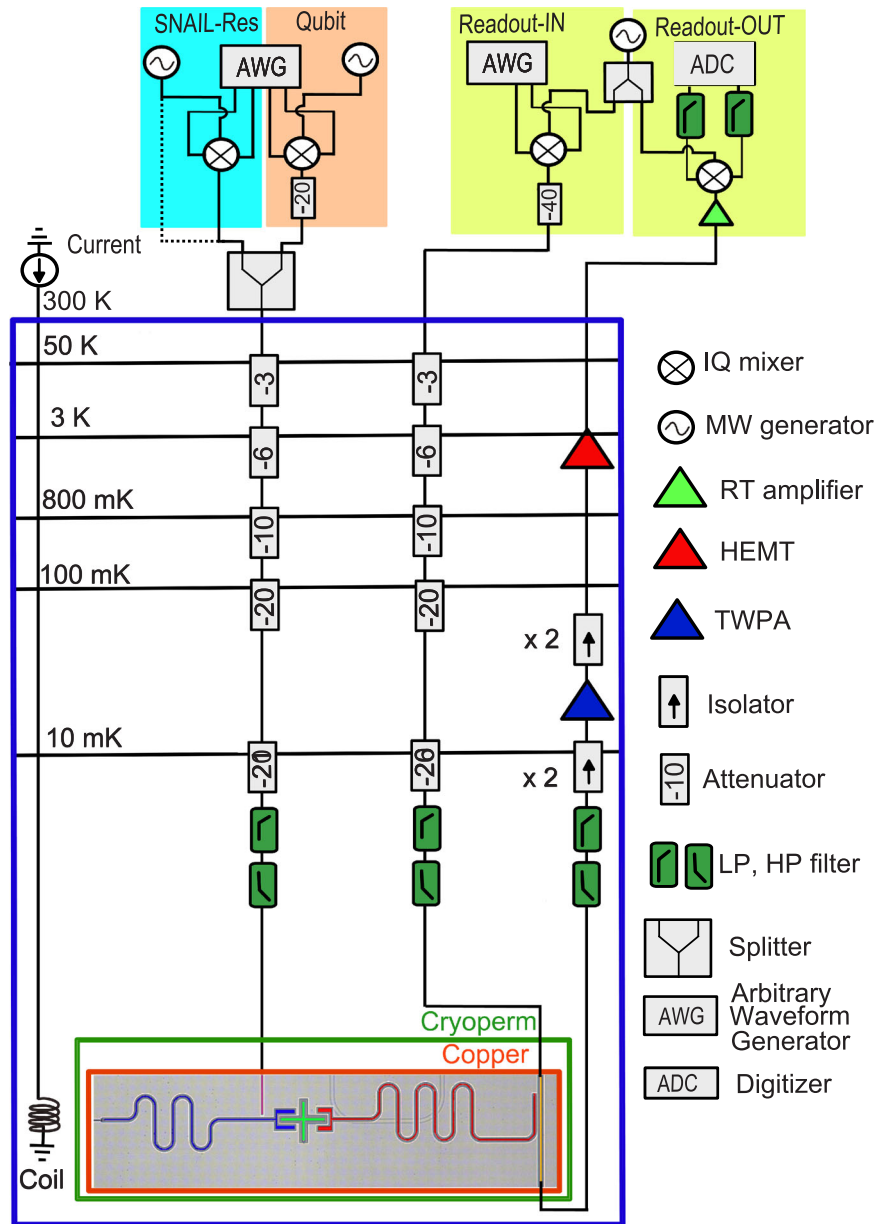 SNAIL-Res
Qubit
Readout-IN
Readout-OUT
AWG
AWG
ADC
-20
-40
Current
300 K
50 K
-3
-3
3 K
-6
-6
800 mK
-10
-10
100 mK
-20
-20
x 2
10 mK
x 2
Cryoperm
Copper
Coil
IQ mixer
MW generator
RT amplifier
HEMT
TWPA
Isolator
-10
Attenuator
LP, HP filter
Splitter
AWG
Arbitrary
Waveform
Generator
ADC
Digitizer